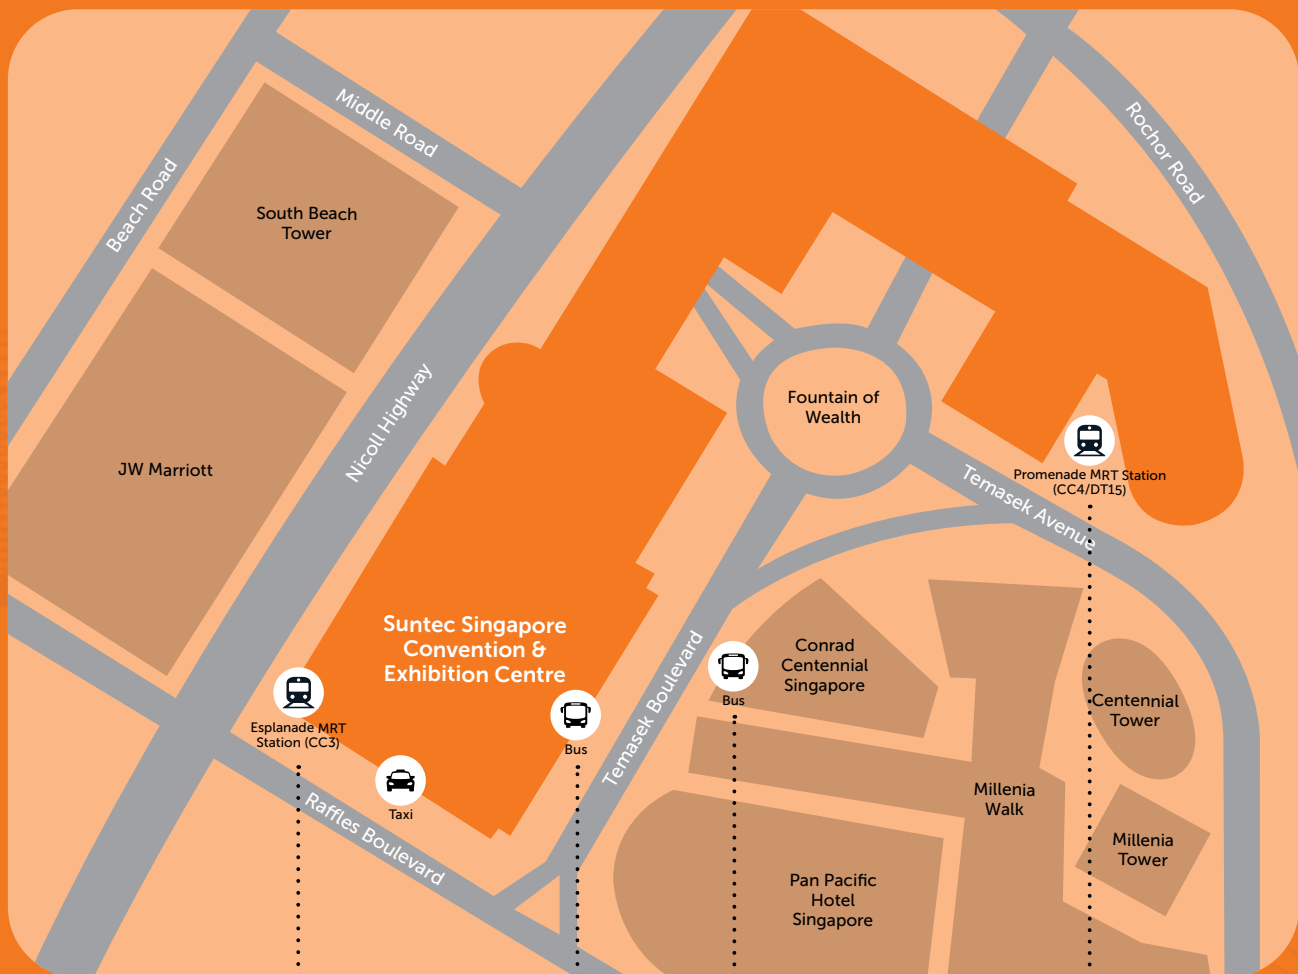 Middle Road
Rochor Road
Beach Road
South Beach
Tower
Nicoll Highway
Fountain of
Wealth
JW Marriott
Promenade MRT Station
(CC4/DT15)
Temasek Avenue
Suntec Singapore
Convention &
Exhibition Centre
Conrad
Centennial
Singapore
Bus
Temasek Boulevard
Centennial
Tower
Esplanade MRT
Station (CC3)
Bus
Taxi
Raffles Boulevard
Millenia
Walk
Millenia
Tower
Pan Pacific
Hotel
Singapore